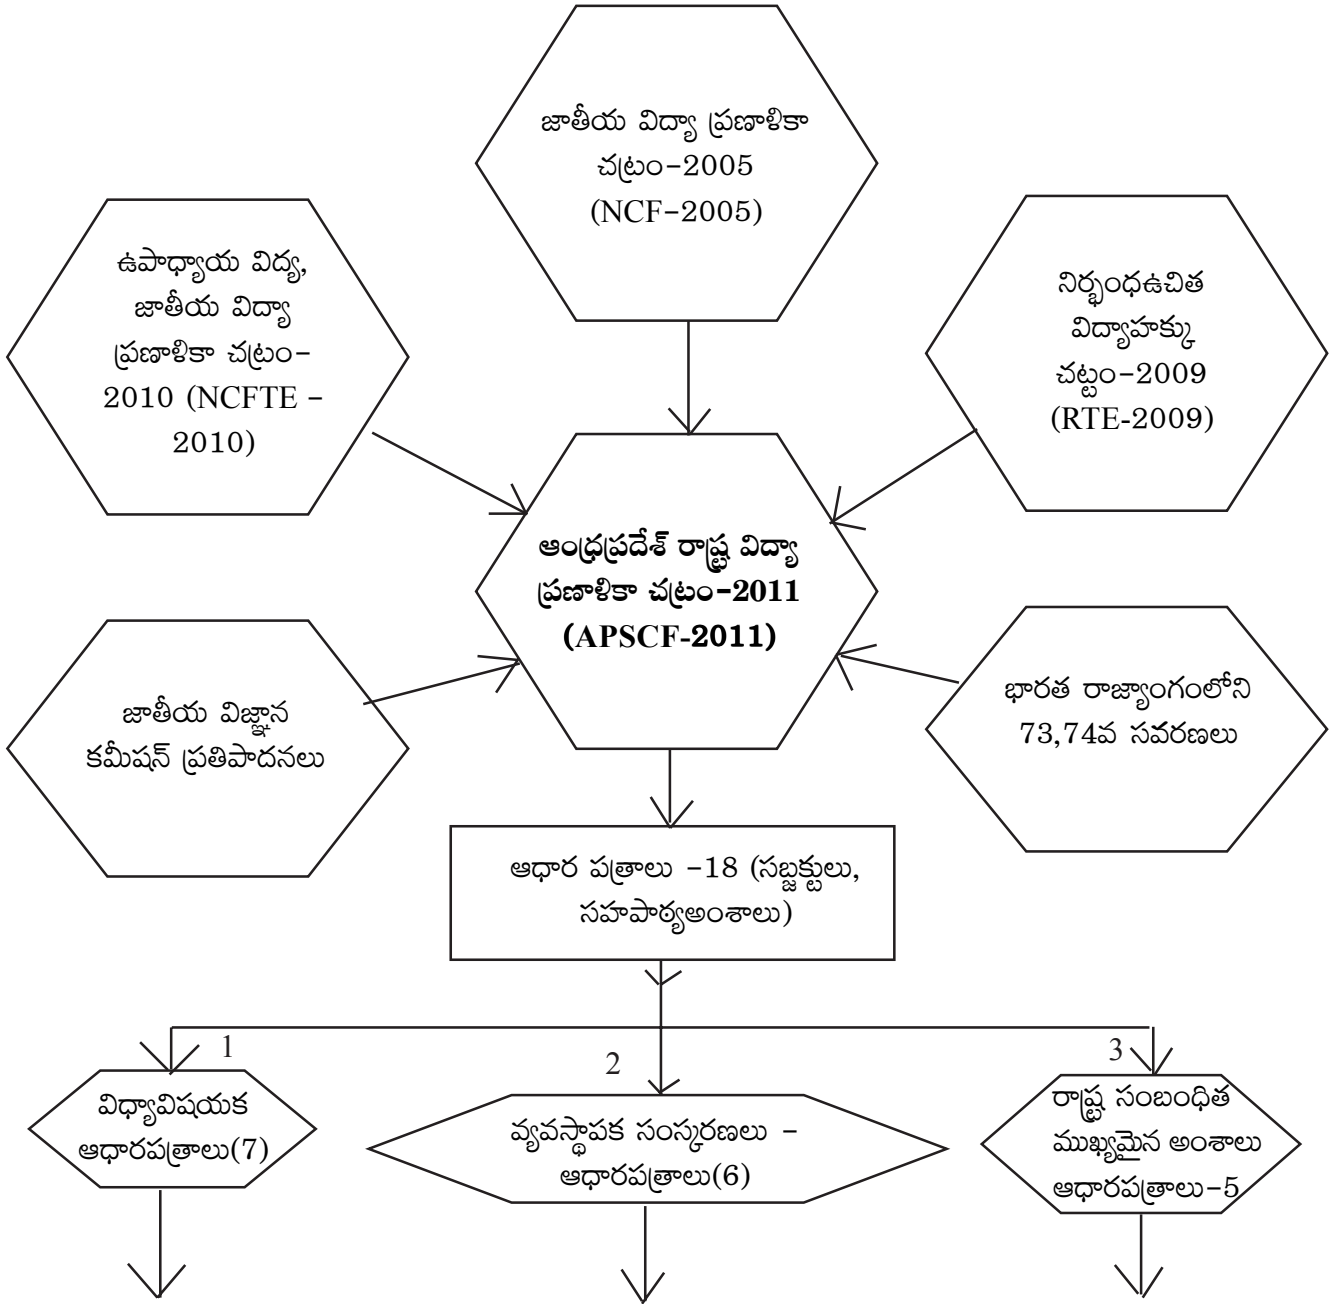 జాతీయ విద్యా ప్రణాళికా
చట్రం-2005
(NCF-2005)
ఉపాధ్యాయ విద్య,
జాతీయ విద్యా
ప్రణాళికా చట్రం-
2010 (NCFTE -
2010)
నిర్భంధఉచిత
విద్యాహక్కు
చట్టం-2009
(RTE-2009)
ఆంధ్రప్రదేశ్ రాష్ట్ర విద్యా
ప్రణాళికా చట్రం-2011
(APSCF-2011)
జాతీయ విజ్ఞాన
కమీషన్ ప్రతిపాదనలు
భారత రాజ్యాంగంలోని
73,74వ సవరణలు
ఆధార పత్రాలు -18 (సబ్జక్టులు,
సహపాఠ్యఅంశాలు)
1
2
3
విధ్యావిషయక
ఆధారపత్రాలు(7)
వ్యవస్థాపక సంస్కరణలు -
ఆధారపత్రాలు(6)
రాష్ట్ర సంబంధిత
ముఖ్యమైన అంశాలు
ఆధారపత్రాలు-5